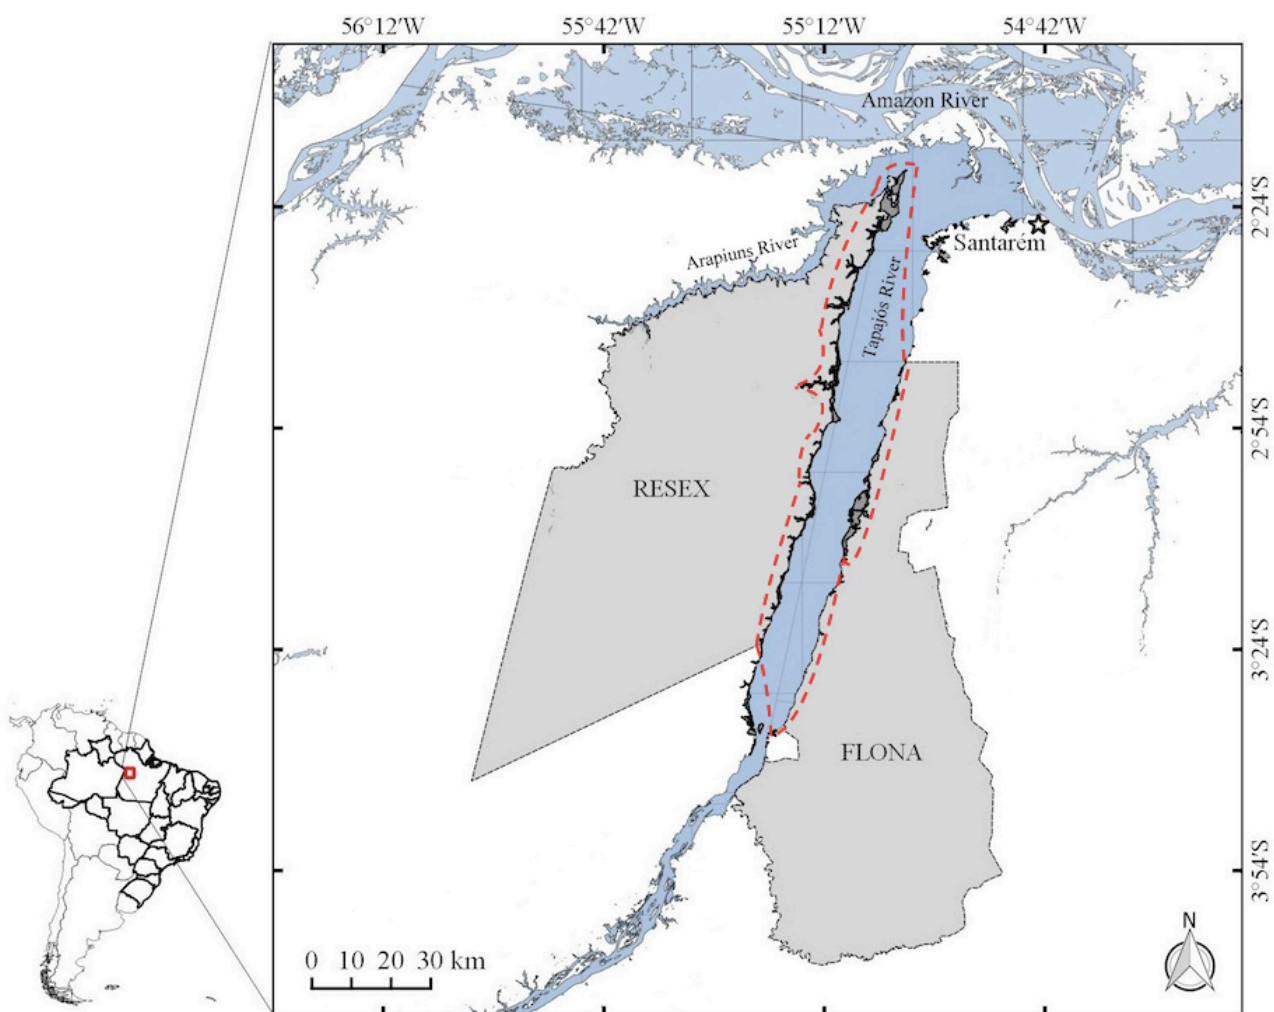 56°12'W 55°42'W 55°12'W 54°42'W
Amazon River
2°24'S
Santarém
Arapiuns River
Tapajós River
2°54'S
RESEX
3°24'S
FLONA
3°54'S
N
0 10 20 30 km